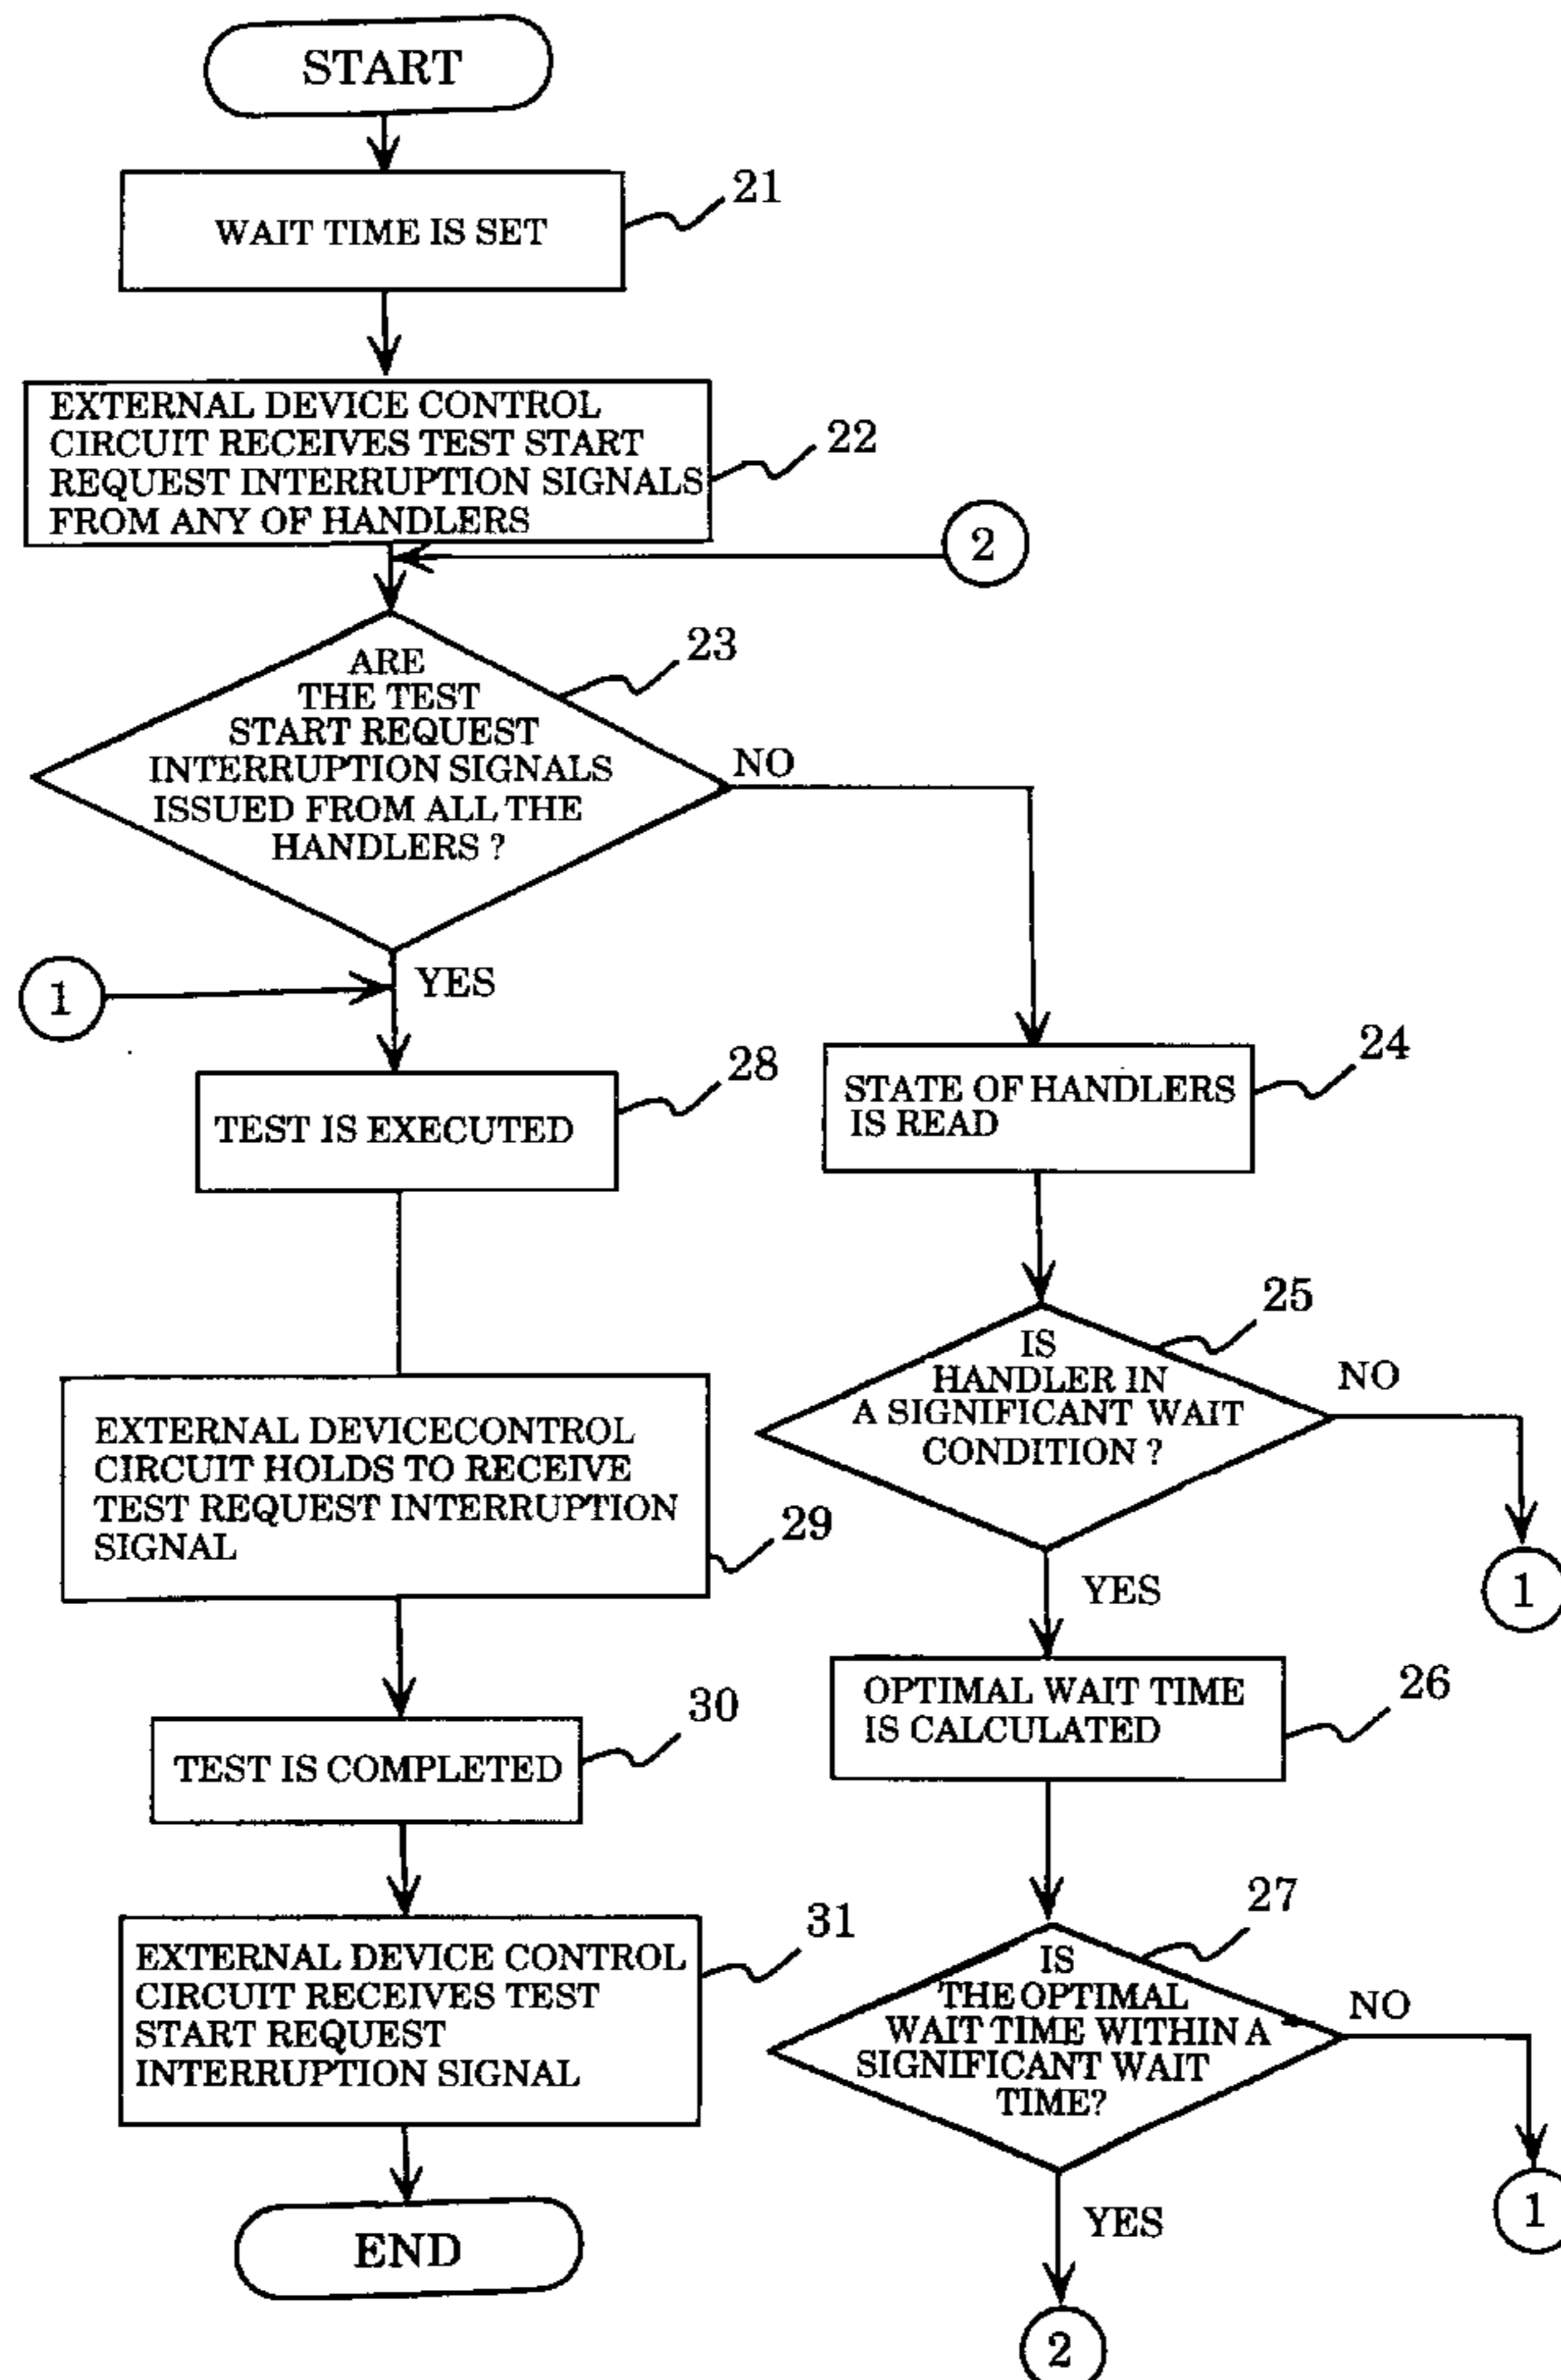 START
WAIT TIME IS SET
21
EXTERNAL DEVICE CONTROL
CIRCUIT RECEIVES TEST START
REQUEST INTERRUPTION SIGNALS
FROM ANY OF HANDLERS
22
2
ARE
THE TEST
START REQUEST
INTERRUPTION SIGNALS
ISSUED FROM ALL THE
HANDLERS ?
23
NO
YES
1
TEST IS EXECUTED
28
STATE OF HANDLERS
IS READ
24
IS
HANDLER IN
A SIGNIFICANT WAIT
CONDITION ?
25
NO
1
YES
EXTERNAL DEVICECONTROL
CIRCUIT HOLDS TO RECEIVE
TEST REQUEST INTERRUPTION
SIGNAL
29
OPTIMAL WAIT TIME
IS CALCULATED
26
TEST IS COMPLETED
30
IS
THE OPTIMAL
WAIT TIME WITHIN A
SIGNIFICANT WAIT
TIME?
27
NO
1
YES
2
EXTERNAL DEVICE CONTROL
CIRCUIT RECEIVES TEST
START REQUEST
INTERRUPTION SIGNAL
31
END